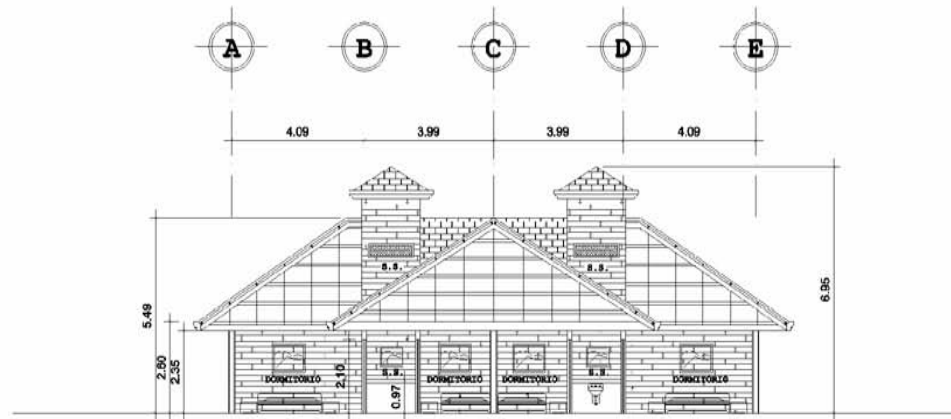 A B C D E
4.09 3.99 3.99 4.09
S.S. S.S.
5.49
2.60
2.35
2.10
0.97
6.95
DORMITORIO S.S. DORMITORIO DORMITORIO S.S. DORMITORIO